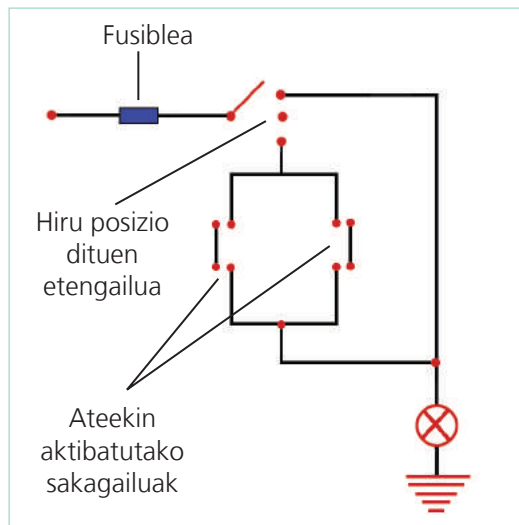 Fusiblea
Hiru posizio
dituen
etengailua
Ateekin
aktibatutako
sakagailuak